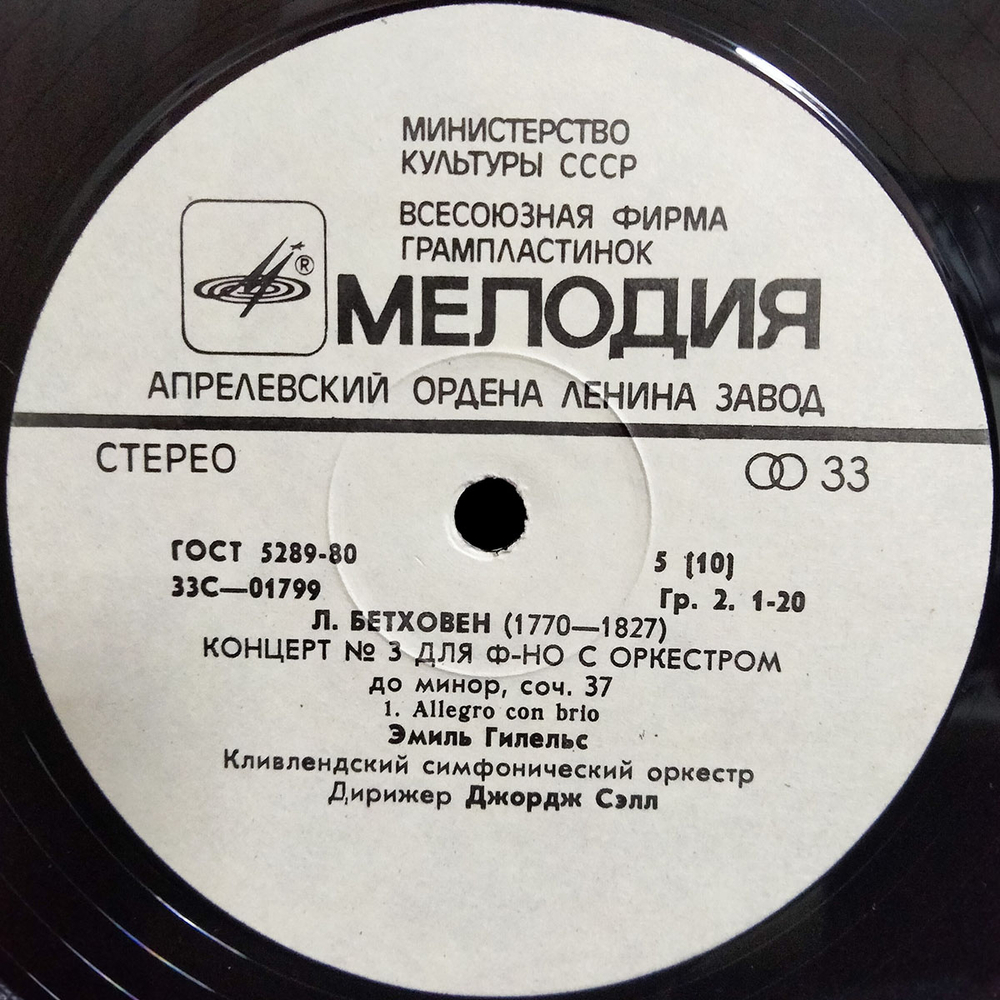 МИНИСТЕРСТВО
КУЛЬТУРЫ СССР
ВСЕСОЮЗНАЯ ФИРМА
ГРАМПЛАСТИНОК
®
МЕЛОДИЯ
АПРЕЛЕВСКИЙ ОРДЕНА ЛЕНИНА ЗАВОД
СТЕРЕО 33
ГОСТ 5289-80 5 (10)
33С—01799 Гр. 2. 1-20
Л. БЕТХОВЕН (1770—1827)
КОНЦЕРТ № 3 ДЛЯ Ф-НО С ОРКЕСТРОМ
до минор, соч. 37
1. Allegro con brio
Эмиль Гилельс
Кливлендский симфонический оркестр
Дирижер Джордж Сэлл